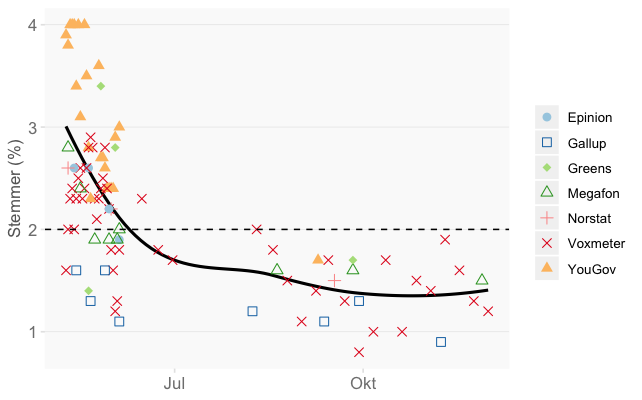 4
3
2
1
Stemmer (%)
Jul
Okt
Epinion
Gallup
Greens
Megafon
Norstat
Voxmeter
YouGov